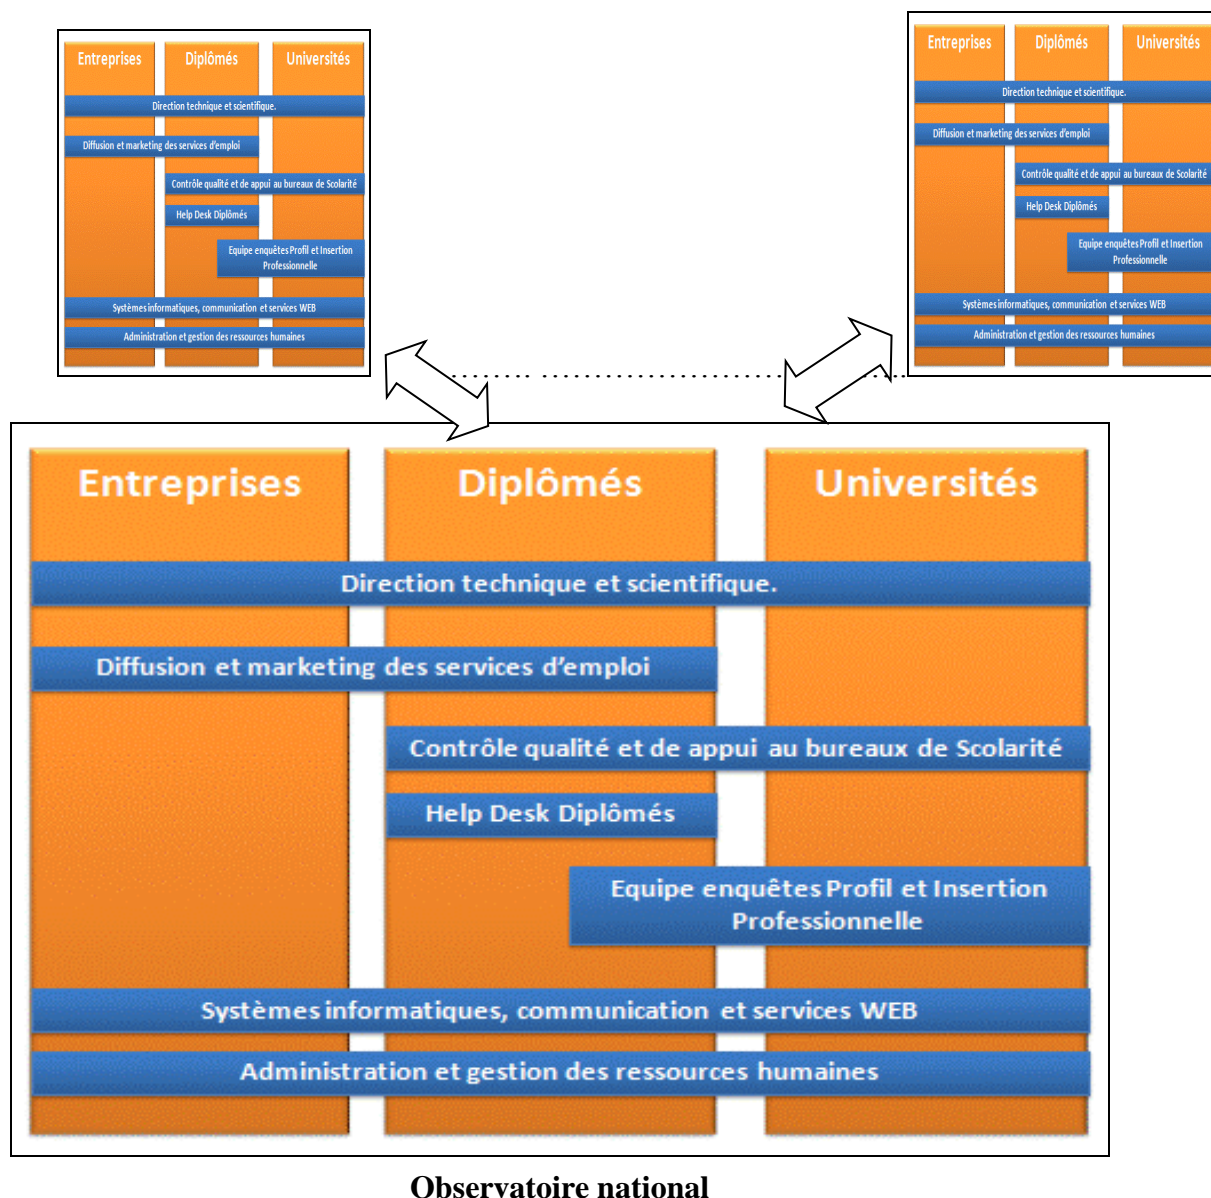 Entreprises Diplômés Universités
Direction technique et scientifique.
Diffusion et marketing des services d'emploi
Contrôle qualité et de appui au bureaux de Scolarité
Help Desk Diplômés
Equipe enquêtes Profil et Insertion
Professionnelle
Systèmes informatiques, communication et services WEB
Administration et gestion des ressources humaines
Entreprises Diplômés Universités
Direction technique et scientifique.
Diffusion et marketing des services d'emploi
Contrôle qualité et de appui au bureaux de Scolarité
Help Desk Diplômés
Equipe enquêtes Profil et Insertion
Professionnelle
Systèmes informatiques, communication et services WEB
Administration et gestion des ressources humaines
Entreprises Diplômés Universités
Direction technique et scientifique.
Diffusion et marketing des services d'emploi
Contrôle qualité et de appui au bureaux de Scolarité
Help Desk Diplômés
Equipe enquêtes Profil et Insertion
Professionnelle
Systèmes informatiques, communication et services WEB
Administration et gestion des ressources humaines
Observatoire national